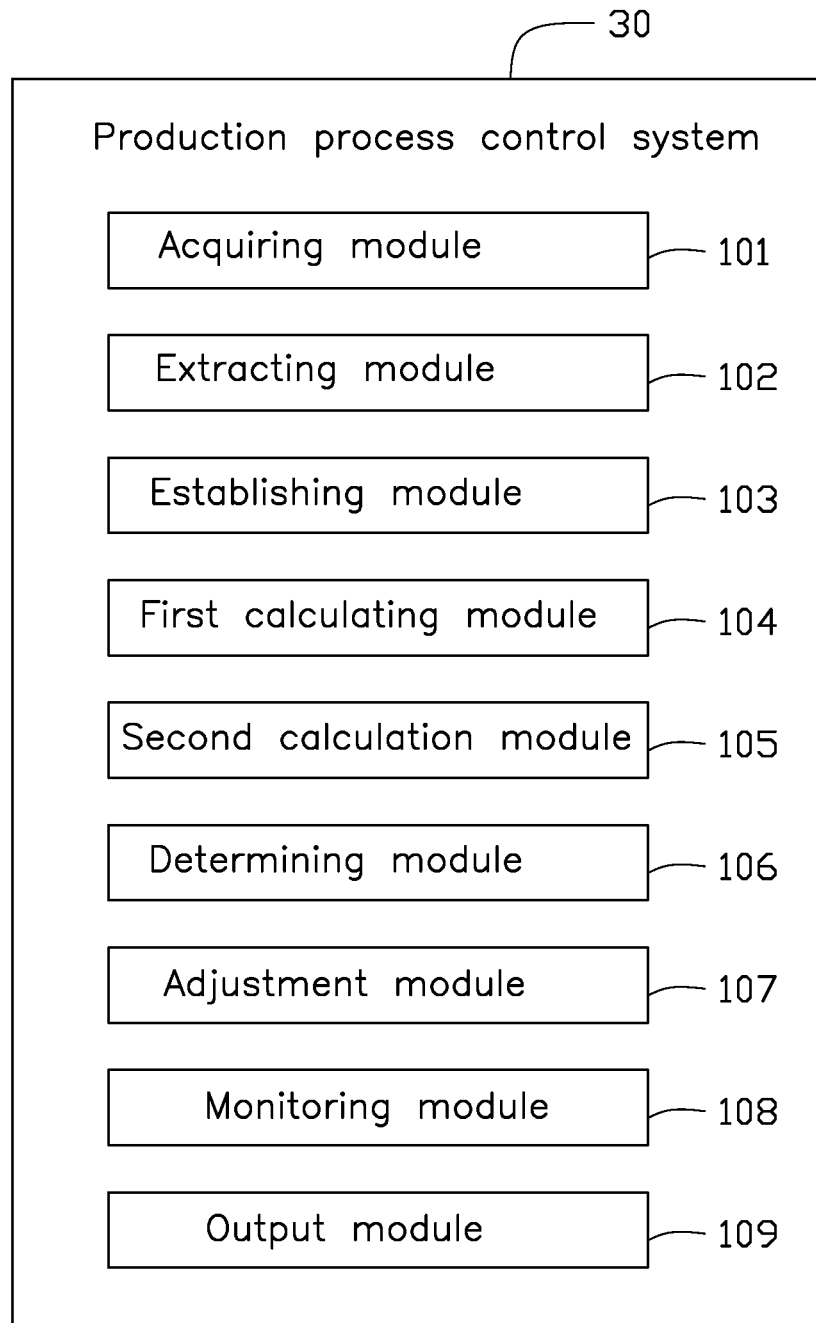 30
Production process control system
Acquiring module 101
Extracting module 102
Establishing module 103
First calculating module 104
Second calculation module 105
Determining module 106
Adjustment module 107
Monitoring module 108
Output module 109